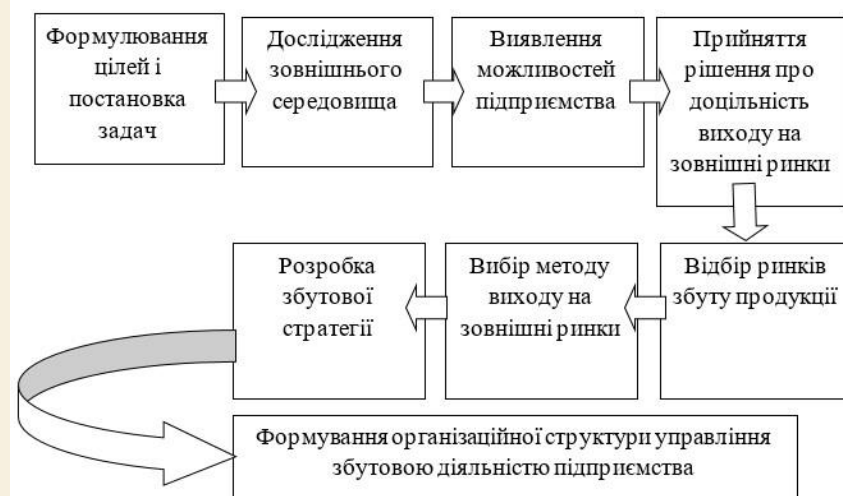 Формулювання
цілей і
постановка
задач
Дослідження
зовнішнього
середовища
Виявлення
можливостей
підприємства
Прийняття
рішення про
доцільність
виходу на
зовнішні ринки
Відбір ринків
збуту продукції
Вибір методу
виходу на
зовнішні ринки
Розробка
збутової
стратегії
Формування організаційної структури управління
збутовою діяльністю підприємства